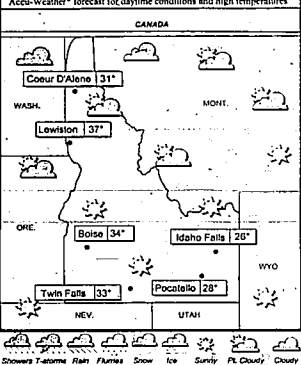 Accu-Weather® forecast for daytime conditions and high temperatures
CANADA
Coeur D'Alene 31°
WASH.
MONT.
Lewiston 37°
ORE.
Boise 34°
Idaho Falls 26°
WYO
Twin Falls 33°
Pocatello 28°
NEV.
UTAH
Showers T-storms Rain Flurries Snow Ice Sunny Pt. Cloudy Cloudy